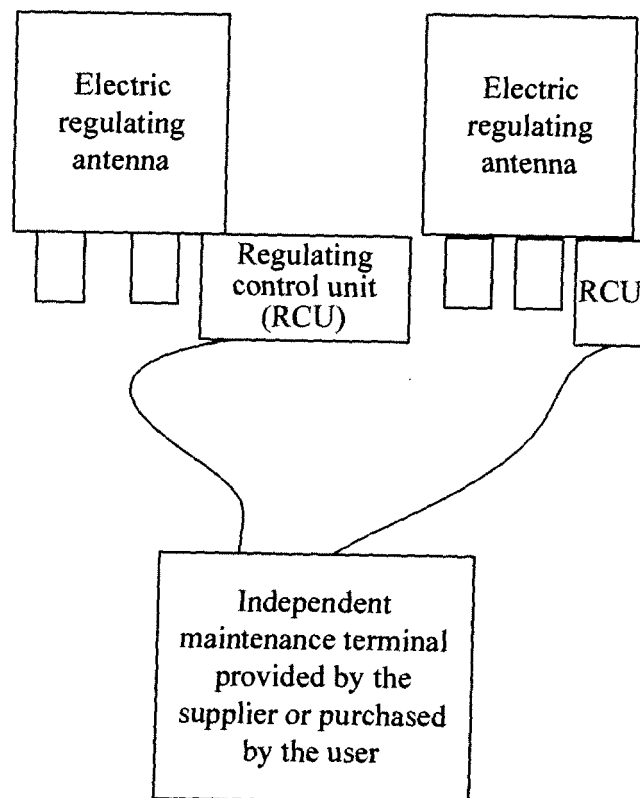 Electric
regulating
antenna
Electric
regulating
antenna
Regulating
control unit
(RCU)
RCU
Independent
maintenance terminal
provided by the
supplier or purchased
by the user